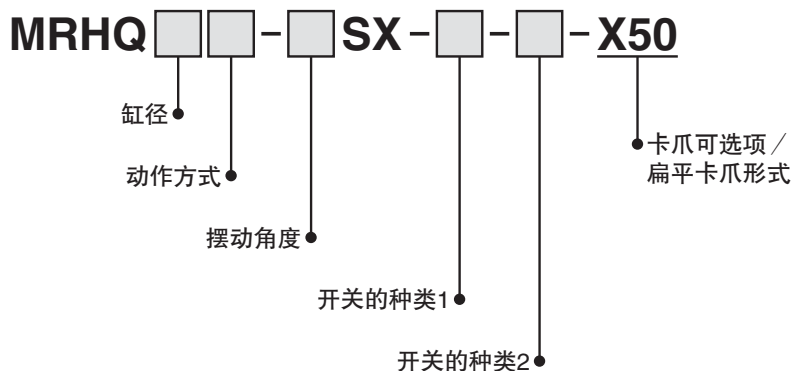 MRHQ□□-□SX-□-□-X50
缸径
卡爪可选项／
扁平卡爪形式
动作方式
摆动角度
开关的种类1
开关的种类2